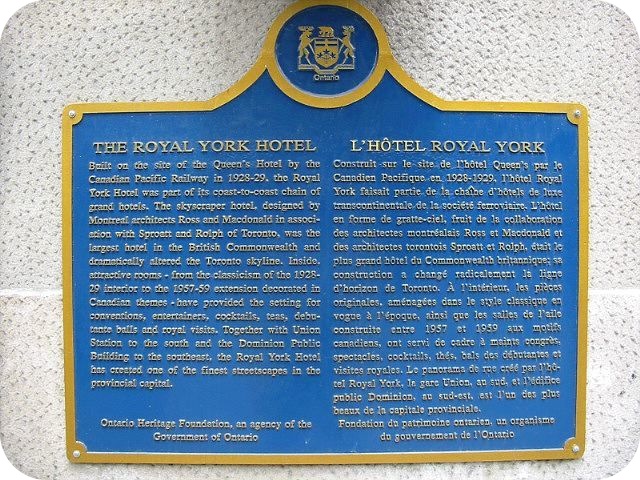 Ontario
THE ROYAL YORK HOTEL
Built on the site of the Queen's Hotel by the
Canadian Pacific Railway in 1928-29, the Royal
York Hotel was part of its coast-to-coast chain of
grand hotels. The skyscraper hotel, designed by
Montreal architects Ross and Macdonald in associ-
ation with Sproatt and Rolph of Toronto, was the
largest hotel in the British Commonwealth and
dramatically altered the Toronto skyline. Inside,
attractive rooms - from the classicism of the 1928-
29 interior to the 1957-59 extension decorated in
Canadian themes - have provided the setting for
conventions, entertainers, cocktails, teas, debu-
tante balls and royal visits. Together with Union
Station to the south and the Dominion Public
Building to the southeast, the Royal York Hotel
has created one of the finest streetscapes in the
provincial capital.
Ontario Heritage Foundation, an agency of the
Government of Ontario
L'HÔTEL ROYAL YORK
Construit sur le site de l'hôtel Queen's par le
Canadien Pacifique en 1928-1929, l'hôtel Royal
York faisait partie de la chaîne d'hôtels de luxe
transcontinentale de la société ferroviaire. L'hôtel
en forme de gratte-ciel, fruit de la collaboration
des architectes montréalais Ross et Macdonald et
des architectes torontois Sproatt et Rolph, était le
plus grand hôtel du Commonwealth britannique; sa
construction a changé radicalement la ligne
d'horizon de Toronto. À l'intérieur, les pièces
originales, aménagées dans le style classique en
vogue à l'époque, ainsi que les salles de l'aile
construite entre 1957 et 1959 aux motifs
canadiens, ont servi de cadre à maints congrès,
spectacles, cocktails, thés, bals des débutantes et
visites royales. Le panorama de rue créé par l'hô-
tel Royal York, la gare Union, au sud, et l'édifice
public Dominion, au sud-est, est l'un des plus
beaux de la capitale provinciale.
Fondation du patrimoine ontarien, un organisme
du gouvernement de l'Ontario